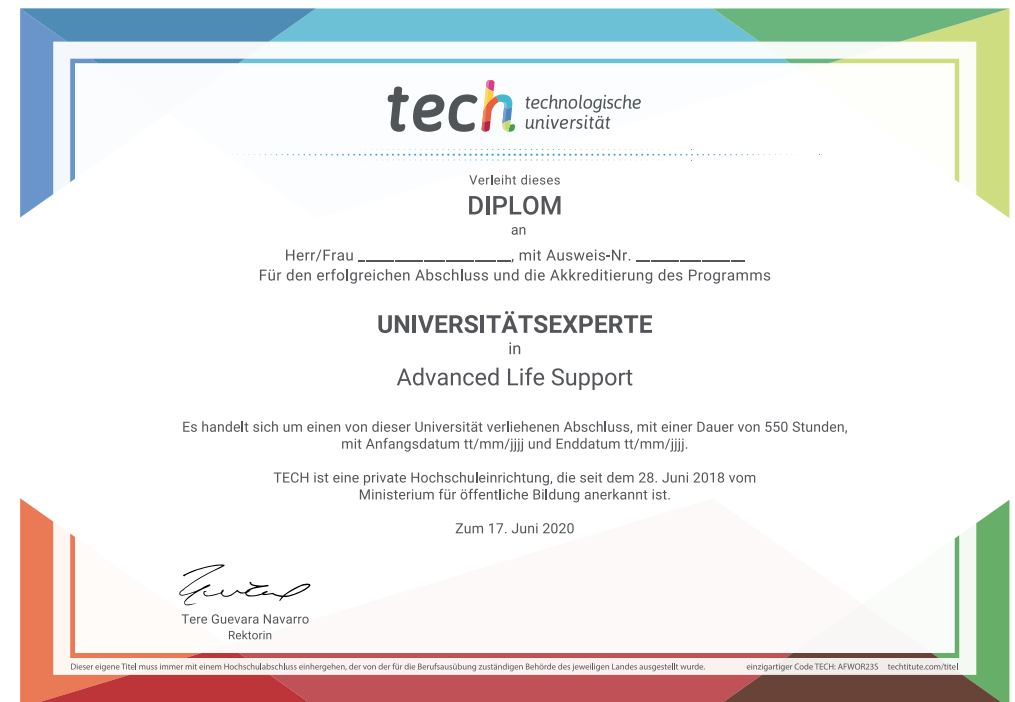 tech technologische
universität
Verleiht dieses
DIPLOM
an
Herr/Frau ____________________, mit Ausweis-Nr. ______________
Für den erfolgreichen Abschluss und die Akkreditierung des Programms
UNIVERSITÄTSEXPERTE
in
Advanced Life Support
Es handelt sich um einen von dieser Universität verliehenen Abschluss, mit einer Dauer von 550 Stunden,
mit Anfangsdatum tt/mm/jjjj und Enddatum tt/mm/jjjj.
TECH ist eine private Hochschuleinrichtung, die seit dem 28. Juni 2018 vom
Ministerium für öffentliche Bildung anerkannt ist.
Zum 17. Juni 2020
Tere Guevara Navarro
Rektorin
Dieser eigene Titel muss immer mit einem Hochschulabschluss einhergehen, der von der für die Berufsausübung zuständigen Behörde des jeweiligen Landes ausgestellt wurde. einzigartiger Code TECH: AFWOR23S techtitute.com/titel